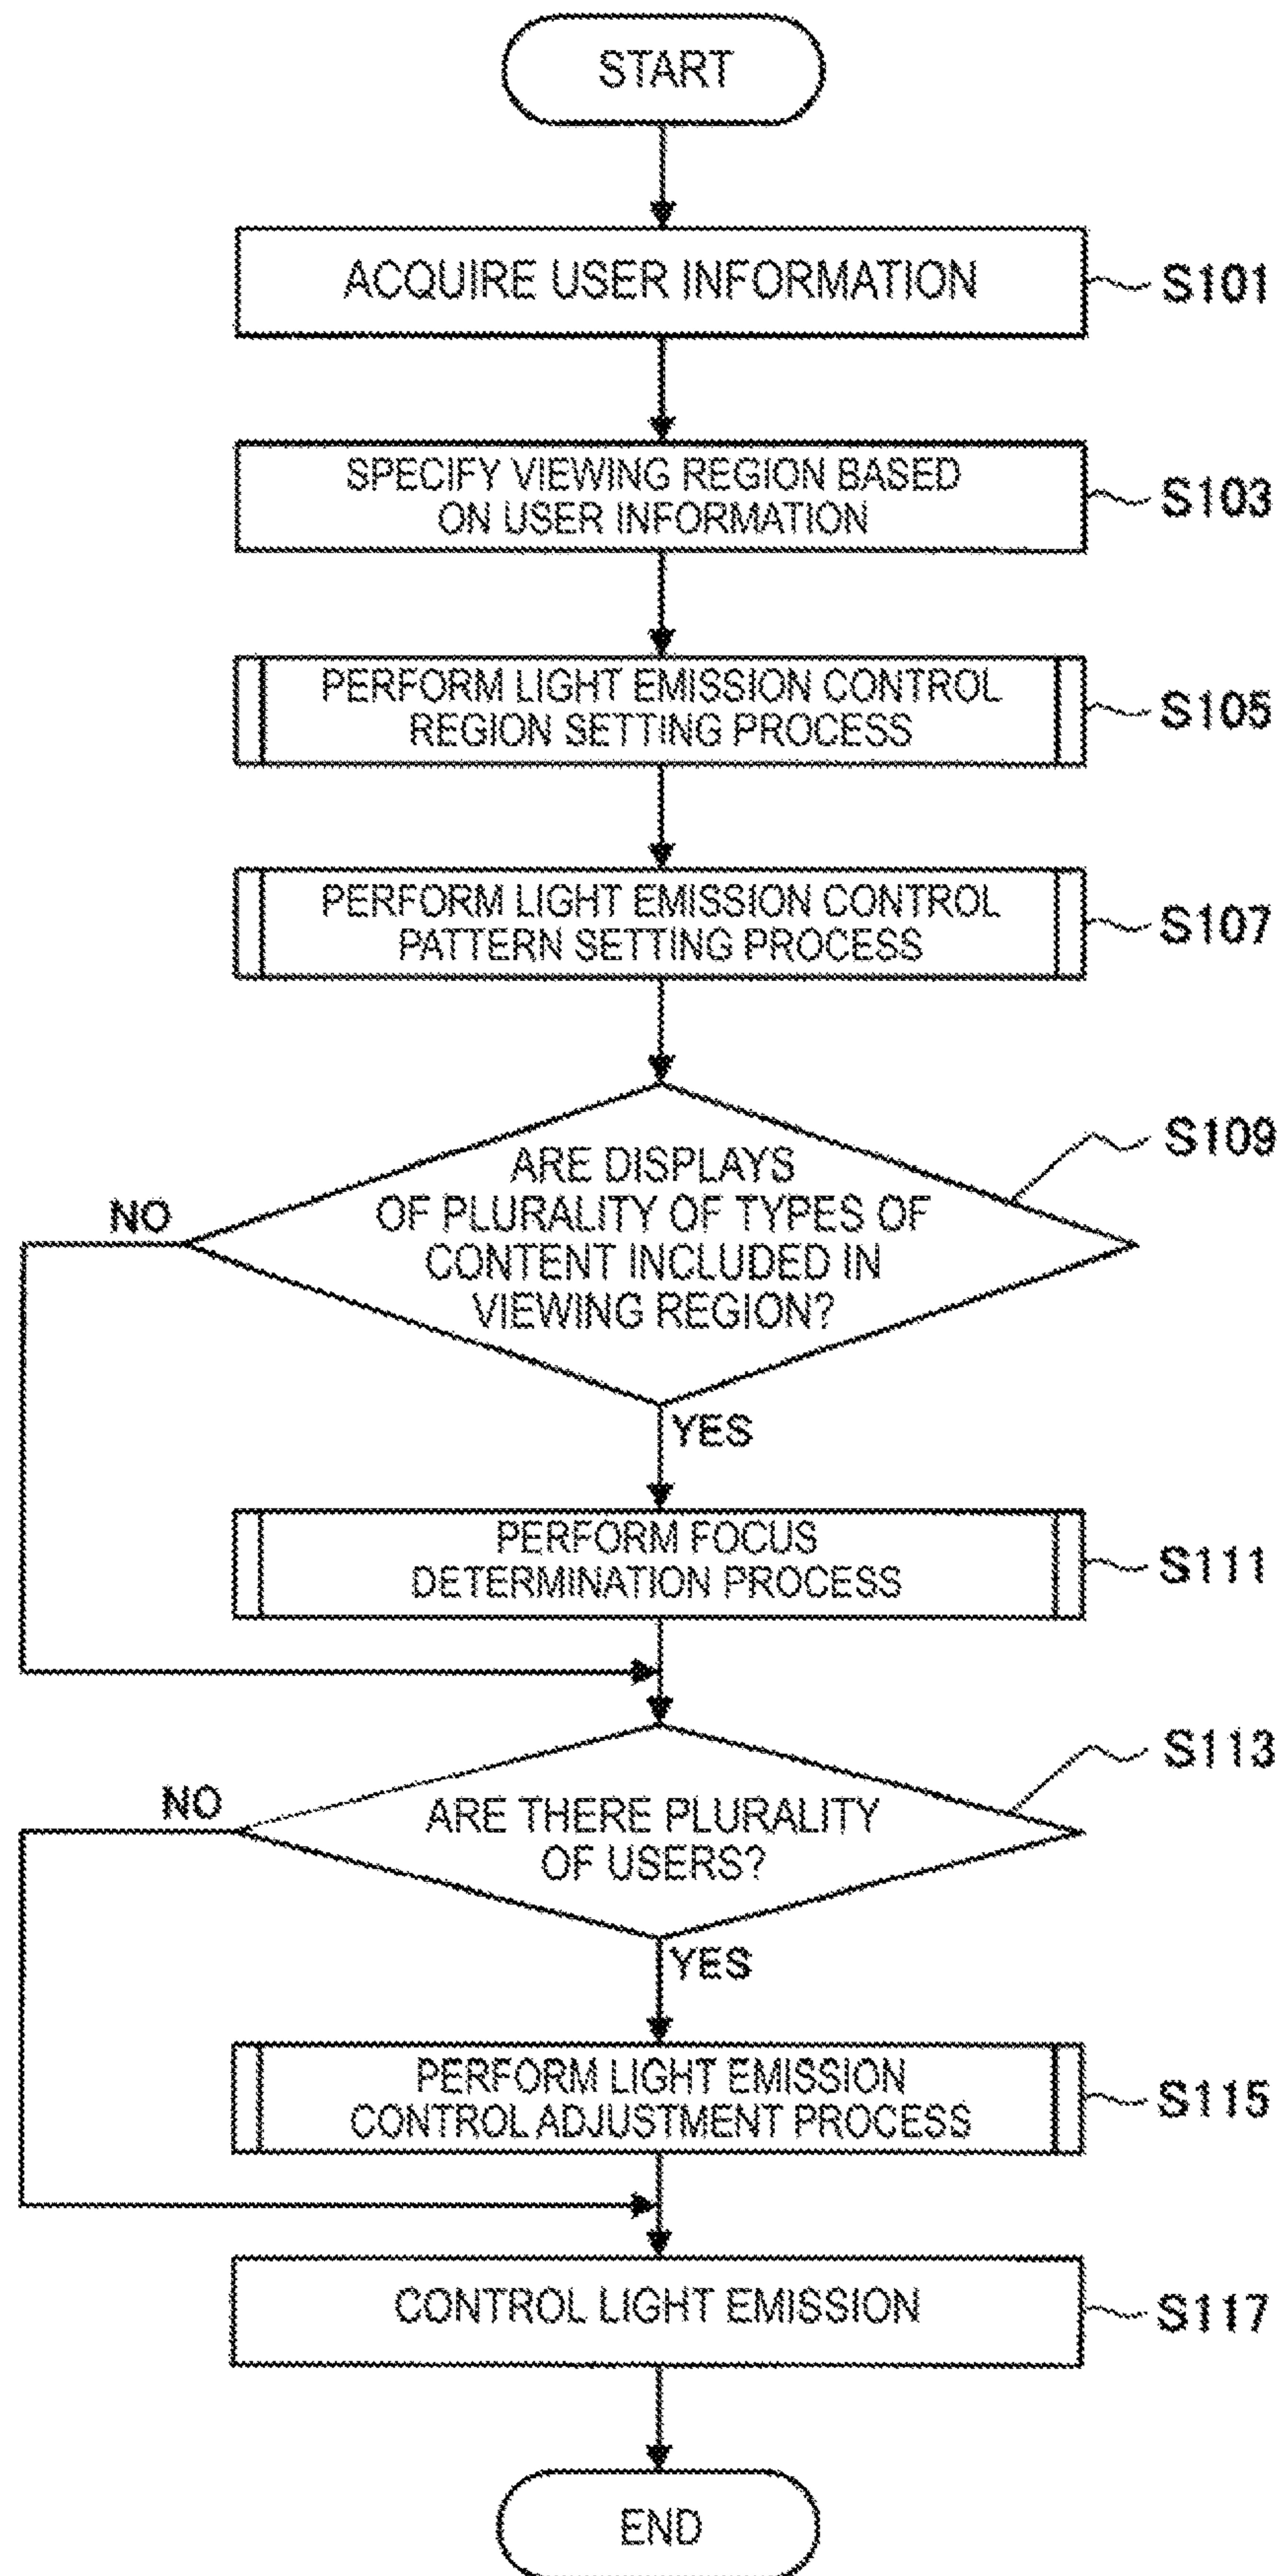 START
ACQUIRE USER INFORMATION
S101
SPECIFY VIEWING REGION BASED
ON USER INFORMATION
S103
PERFORM LIGHT EMISSION CONTROL
REGION SETTING PROCESS
S105
PERFORM LIGHT EMISSION CONTROL
PATTERN SETTING PROCESS
S107
ARE DISPLAYS
OF PLURALITY OF TYPES OF
CONTENT INCLUDED IN
VIEWING REGION?
S109
NO
YES
PERFORM FOCUS
DETERMINATION PROCESS
S111
ARE THERE PLURALITY
OF USERS?
S113
NO
YES
PERFORM LIGHT EMISSION
CONTROL ADJUSTMENT PROCESS
S115
CONTROL LIGHT EMISSION
S117
END